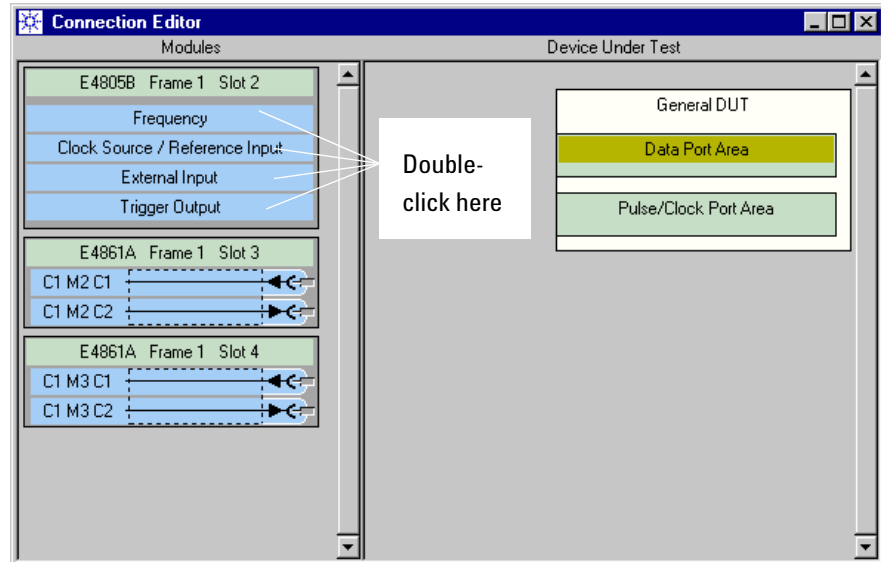 Connection Editor
Modules
Device Under Test
E4805B Frame 1 Slot 2
Frequency
Clock Source / Reference Input
External Input
Trigger Output
E4861A Frame 1 Slot 3
C1 M2 C1
C1 M2 C2
E4861A Frame 1 Slot 4
C1 M3 C1
C1 M3 C2
Double-
click here
General DUT
Data Port Area
Pulse/Clock Port Area